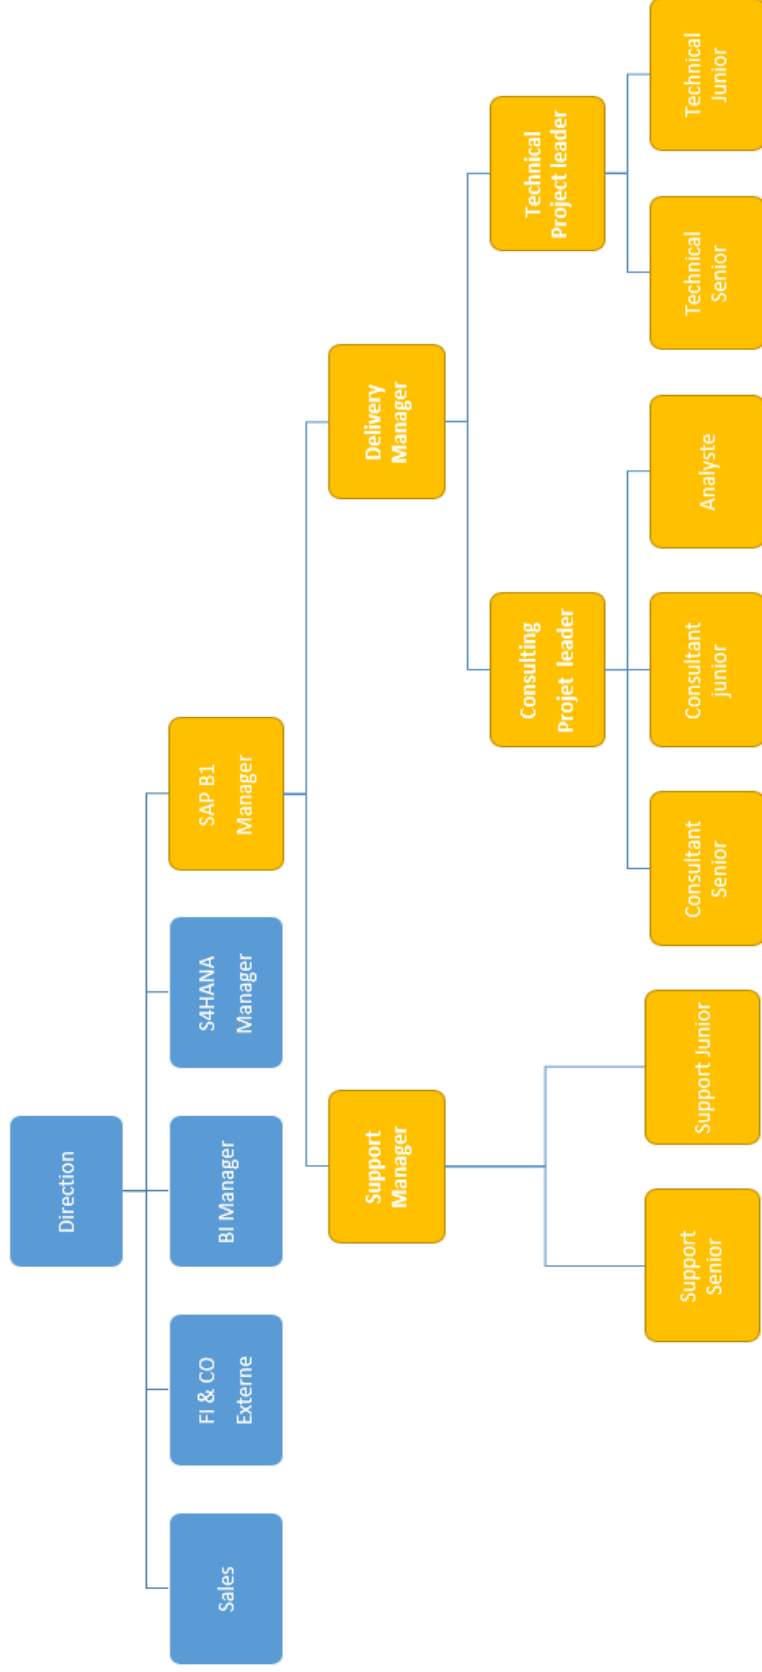 Direction
Sales
FI & CO
Externe
BI Manager
S4HANA
Manager
SAP B1
Manager
Support
Manager
Delivery
Manager
Consulting
Projet leader
Technical
Project leader
Support
Senior
Support Junior
Consultant
Senior
Consultant
junior
Analyste
Technical
Senior
Technical
Junior